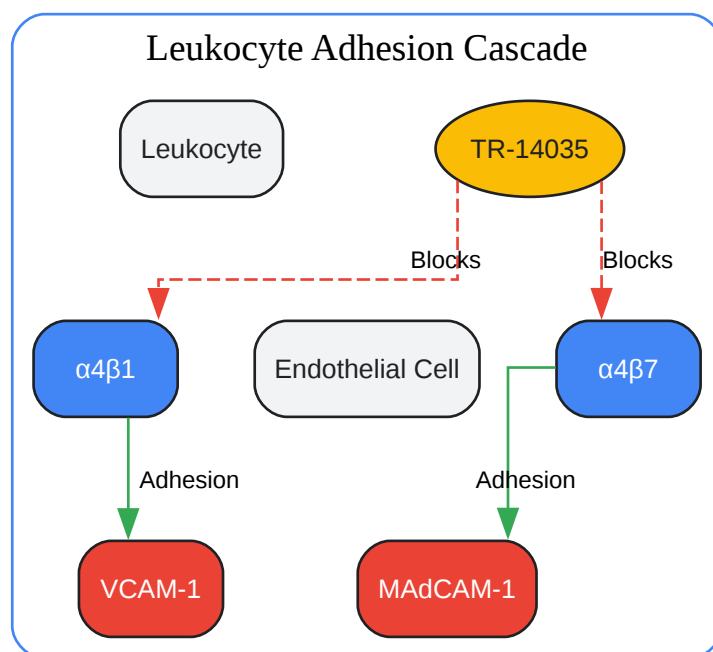 Leukocyte Adhesion Cascade
Leukocyte
TR-14035
Blocks
Blocks
α4β1
Endothelial Cell
α4β7
Adhesion
Adhesion
VCAM-1
MAdCAM-1